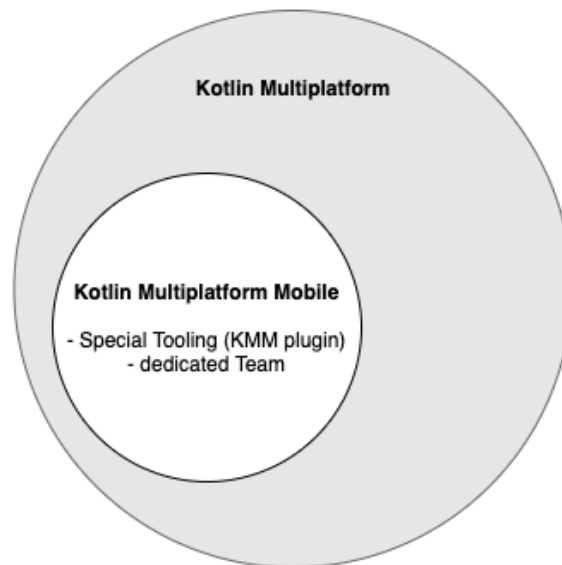 Kotlin Multiplatform
Kotlin Multiplatform Mobile
- Special Tooling (KMM plugin)
- dedicated Team